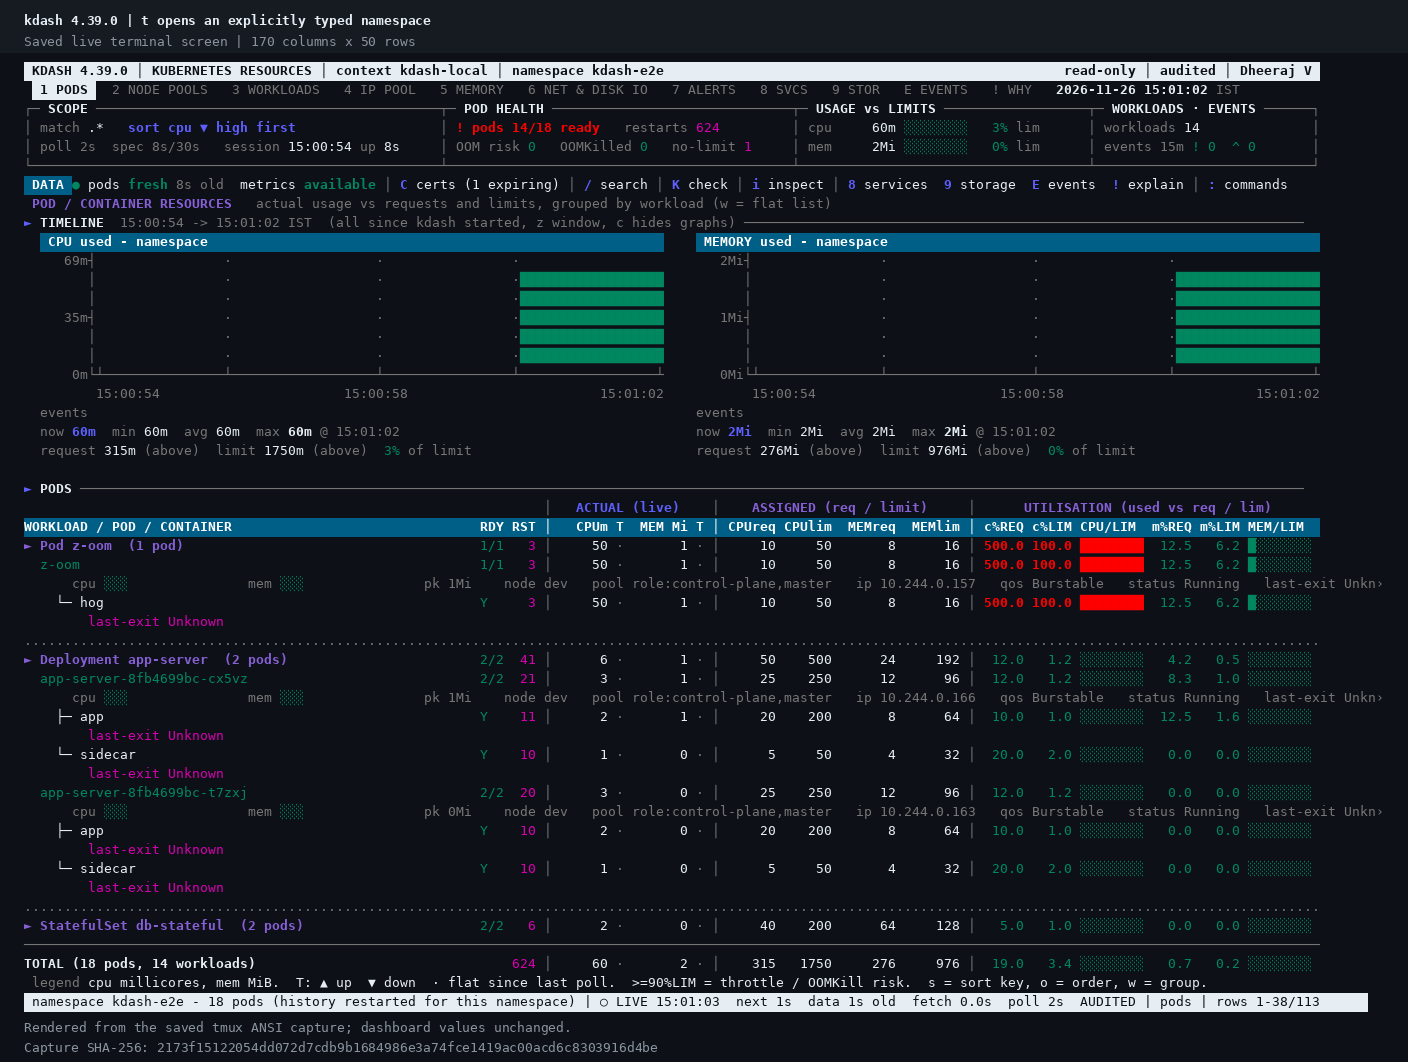 kdash 4.39.0 | t opens an explicitly typed namespace
Saved live terminal screen | 170 columns x 50 rows
KDASH 4.39.0 │ KUBERNETES RESOURCES │ context kdash-local │ namespace kdash-e2e read-only │ audited │ Dheeraj V
1 PODS 2 NODE POOLS 3 WORKLOADS 4 IP POOL 5 MEMORY 6 NET & DISK IO 7 ALERTS 8 SVCS 9 STOR E EVENTS ! WHY 2026-11-26 15:01:02 IST
SCOPE POD HEALTH USAGE vs LIMITS WORKLOADS · EVENTS
match .* sort cpu ▼ high first │ ! pods 14/18 ready restarts 624 │ cpu 60m ░░░░░░░░ 3% lim │ workloads 14
poll 2s spec 8s/30s session 15:00:54 up 8s │ OOM risk 0 OOMKilled 0 no-limit 1 │ mem 2Mi ░░░░░░░░ 0% lim │ events 15m ! 0 ^ 0
DATA ● pods fresh 8s old metrics available │ C certs (1 expiring) │ / search │ K check │ i inspect │ 8 services 9 storage E events ! explain │ : commands
POD / CONTAINER RESOURCES actual usage vs requests and limits, grouped by workload (w = flat list)
► TIMELINE 15:00:54 -> 15:01:02 IST (all since kdash started, z window, c hides graphs)
CPU used - namespace MEMORY used - namespace
69m 2Mi
35m 1Mi
0m 0Mi
15:00:54 15:00:58 15:01:02 15:00:54 15:00:58 15:01:02
events events
now 60m min 60m avg 60m max 60m @ 15:01:02 now 2Mi min 2Mi avg 2Mi max 2Mi @ 15:01:02
request 315m (above) limit 1750m (above) 3% of limit request 276Mi (above) limit 976Mi (above) 0% of limit
► PODS
│ ACTUAL (live) │ ASSIGNED (req / limit) │ UTILISATION (used vs req / lim)
WORKLOAD / POD / CONTAINER RDY RST │ CPUm T MEM Mi T │ CPUreq CPUlim MEMreq MEMlim │ c%REQ c%LIM CPU/LIM m%REQ m%LIM MEM/LIM
► Pod z-oom (1 pod) 1/1 3 │ 50 · 1 · │ 10 50 8 16 │ 500.0 100.0 ████████ 12.5 6.2 █░░░░░░░
z-oom 1/1 3 │ 50 · 1 · │ 10 50 8 16 │ 500.0 100.0 ████████ 12.5 6.2 █░░░░░░░
cpu ░░░ mem ░░░ pk 1Mi node dev pool role:control-plane,master ip 10.244.0.157 qos Burstable status Running last-exit Unkn›
└─ hog Y 3 │ 50 · 1 · │ 10 50 8 16 │ 500.0 100.0 ████████ 12.5 6.2 █░░░░░░░
last-exit Unknown
► Deployment app-server (2 pods) 2/2 41 │ 6 · 1 · │ 50 500 24 192 │ 12.0 1.2 ░░░░░░░░ 4.2 0.5 ░░░░░░░░
app-server-8fb4699bc-cx5vz 2/2 21 │ 3 · 1 · │ 25 250 12 96 │ 12.0 1.2 ░░░░░░░░ 8.3 1.0 ░░░░░░░░
cpu ░░░ mem ░░░ pk 1Mi node dev pool role:control-plane,master ip 10.244.0.166 qos Burstable status Running last-exit Unkn›
├─ app Y 11 │ 2 · 1 · │ 20 200 8 64 │ 10.0 1.0 ░░░░░░░░ 12.5 1.6 ░░░░░░░░
last-exit Unknown
└─ sidecar Y 10 │ 1 · 0 · │ 5 50 4 32 │ 20.0 2.0 ░░░░░░░░ 0.0 0.0 ░░░░░░░░
last-exit Unknown
app-server-8fb4699bc-t7zxj 2/2 20 │ 3 · 0 · │ 25 250 12 96 │ 12.0 1.2 ░░░░░░░░ 0.0 0.0 ░░░░░░░░
cpu ░░░ mem ░░░ pk 0Mi node dev pool role:control-plane,master ip 10.244.0.163 qos Burstable status Running last-exit Unkn›
├─ app Y 10 │ 2 · 0 · │ 20 200 8 64 │ 10.0 1.0 ░░░░░░░░ 0.0 0.0 ░░░░░░░░
last-exit Unknown
└─ sidecar Y 10 │ 1 · 0 · │ 5 50 4 32 │ 20.0 2.0 ░░░░░░░░ 0.0 0.0 ░░░░░░░░
last-exit Unknown
► StatefulSet db-stateful (2 pods) 2/2 6 │ 2 · 0 · │ 40 200 64 128 │ 5.0 1.0 ░░░░░░░░ 0.0 0.0 ░░░░░░░░
TOTAL (18 pods, 14 workloads) 624 │ 60 · 2 · │ 315 1750 276 976 │ 19.0 3.4 ░░░░░░░░ 0.7 0.2 ░░░░░░░░
legend cpu millicores, mem MiB. T: ▲ up ▼ down · flat since last poll. >=90%LIM = throttle / OOMKill risk. s = sort key, o = order, w = group.
namespace kdash-e2e - 18 pods (history restarted for this namespace) | ○ LIVE 15:01:03 next 1s data 1s old fetch 0.0s poll 2s AUDITED | pods | rows 1-38/113
Rendered from the saved tmux ANSI capture; dashboard values unchanged.
Capture SHA-256: 2173f15122054dd072d7cdb9b1684986e3a74fce1419ac00acd6c8303916d4be